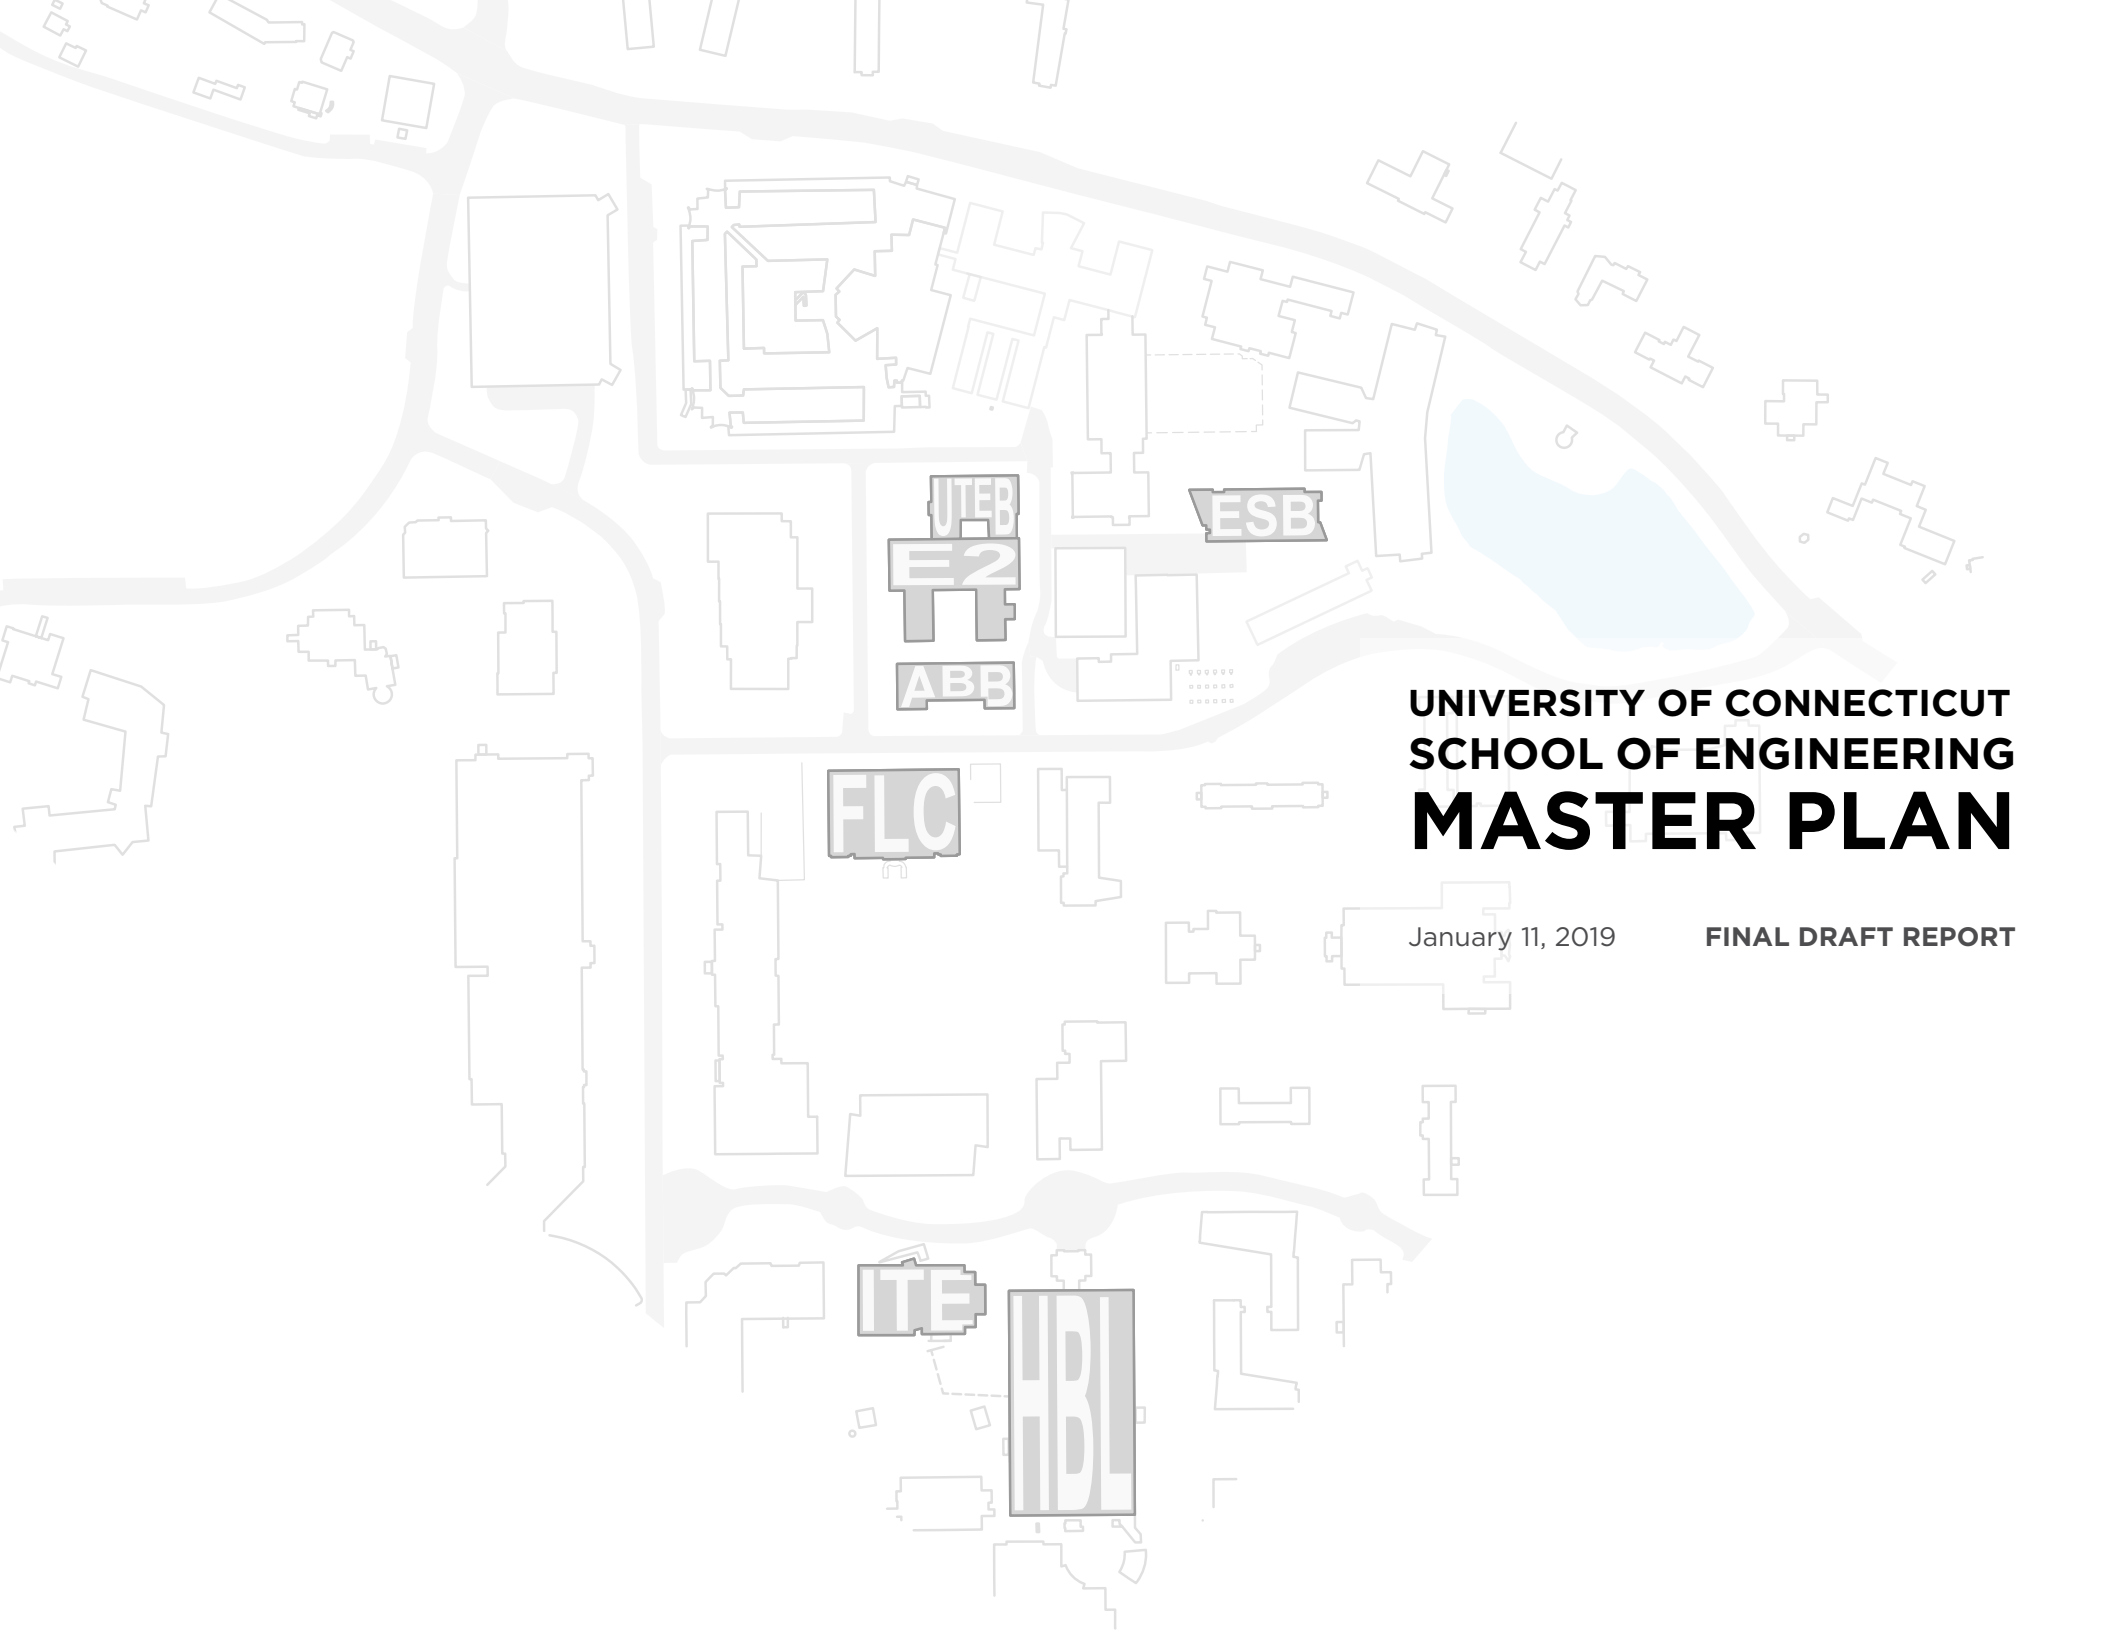 UTEB
ESB
E2
ABB
UNIVERSITY OF CONNECTICUT
SCHOOL OF ENGINEERING
MASTER PLAN
FLC
January 11, 2019 FINAL DRAFT REPORT
ITE
HBL